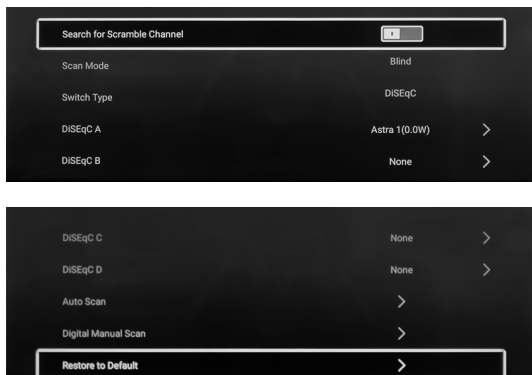 Search for Scramble Channel
Scan Mode Blind
Switch Type DiSEqC
DiSEqC A Astra 1(0.0W) >
DiSEqC B None >
DiSEqC C None >
DiSEqC D None >
Auto Scan >
Digital Manual Scan >
Restore to Default >